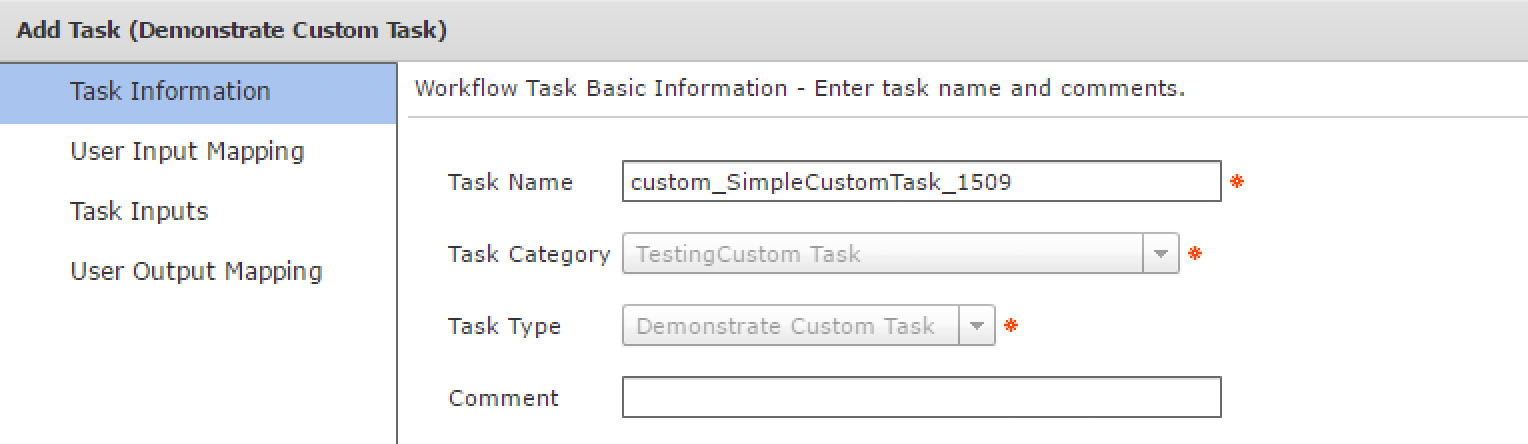 Add Task (Demonstrate Custom Task)
Task Information
User Input Mapping
Task Inputs
User Output Mapping
Workflow Task Basic Information - Enter task name and comments.
Task Name custom_SimpleCustomTask_1509 *
Task Category TestingCustom Task *
Task Type Demonstrate Custom Task *
Comment